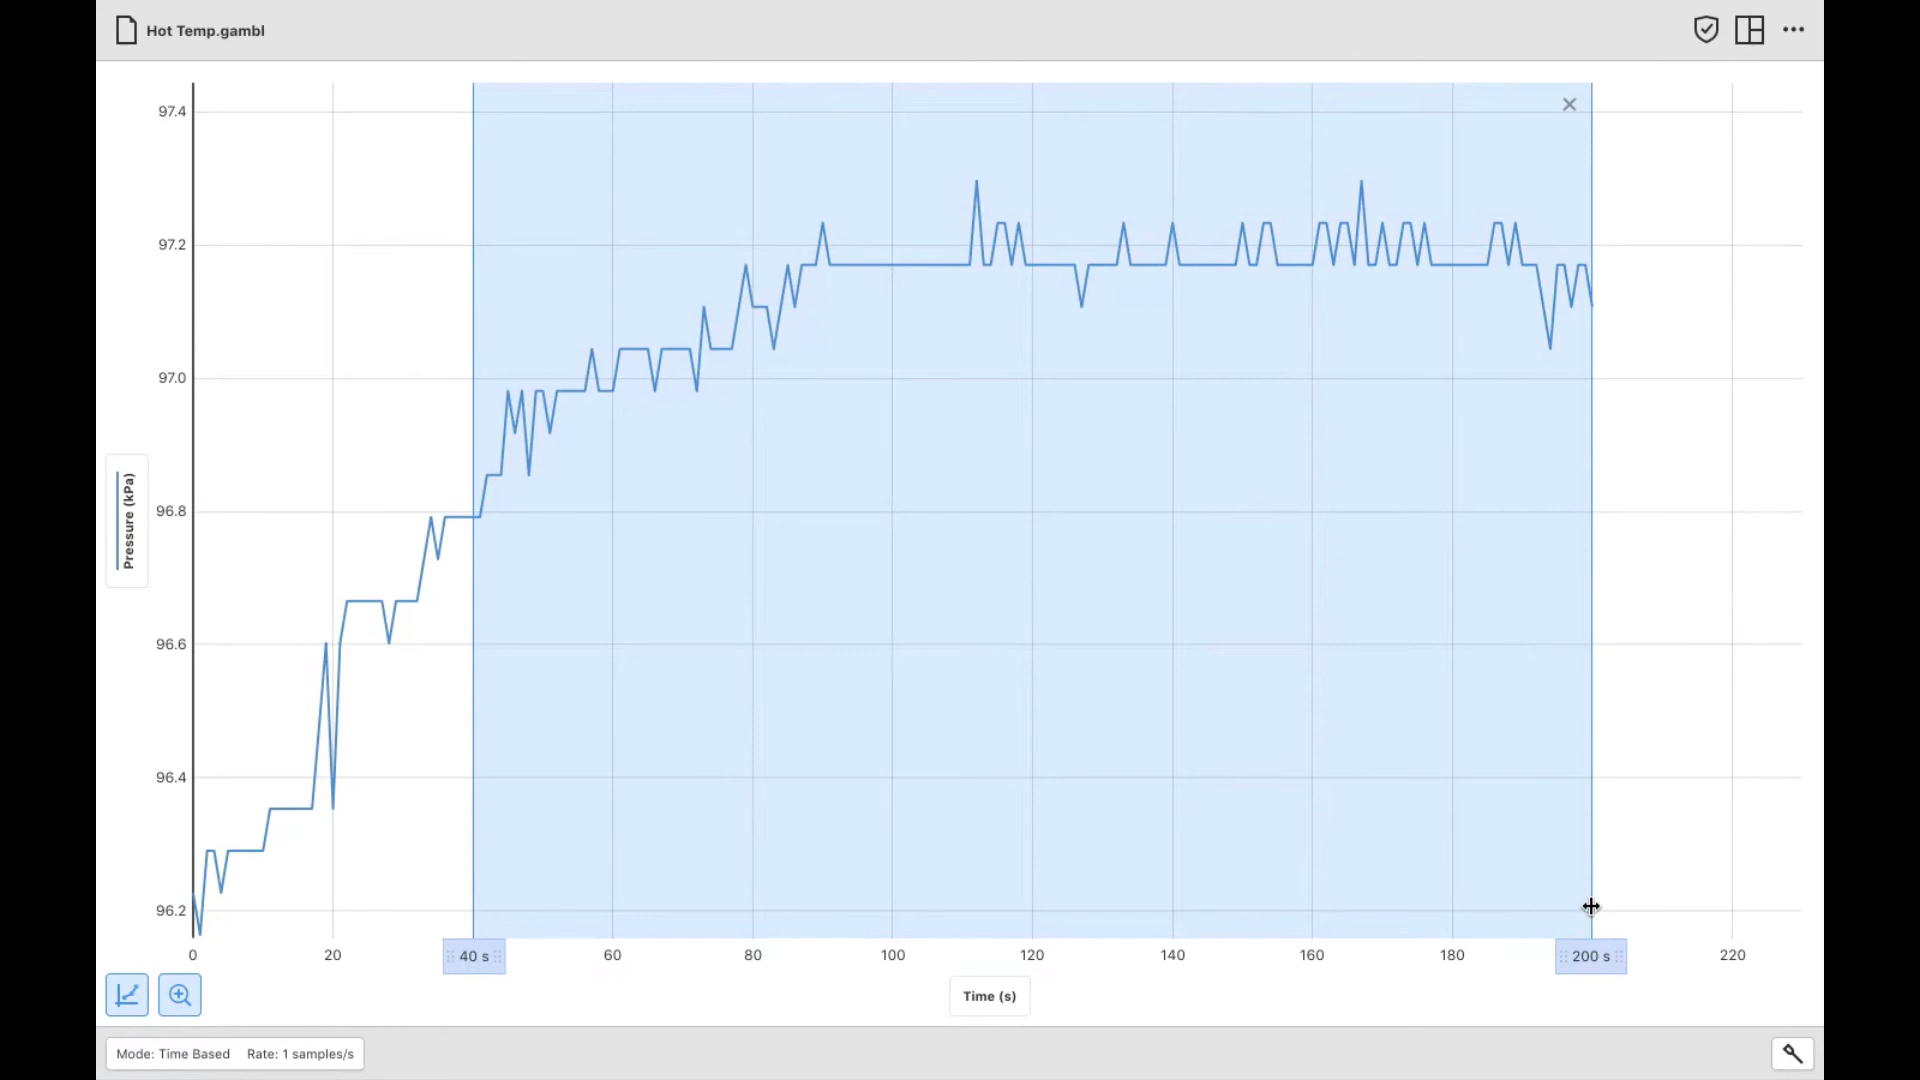 Hot Temp.gambl
97.4
97.2
97.0
96.8
96.6
96.4
96.2
Pressure (kPa)
0 20 40 s 60 80 100 120 140 160 180 200 s 220
Time (s)
Mode: Time Based Rate: 1 samples/s